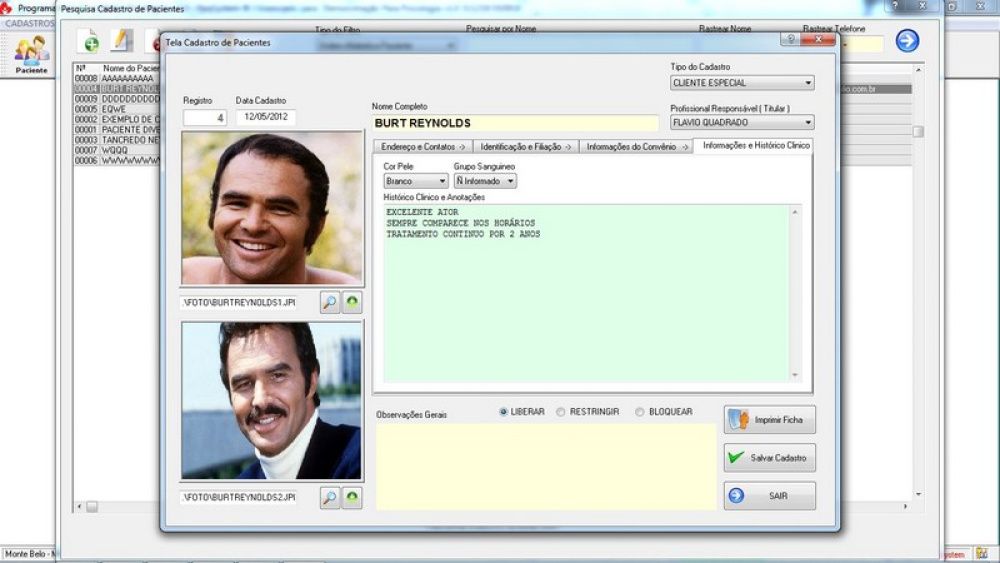 Programa
Pesquisa Cadastro de Pacientes
CADASTROS
Tipo do Filtro
Pesquisar por Nome
Rastrear Nome
Rastrear Telefone
Paciente
Nº Nome do Pacien
00008 AAAAAAAAAA
00004 BURT REYNOL
00009 DDDDDDDDDD
00005 EQWE
00002 EXEMPLO DE C
00001 PACIENTE DIVE
00003 TANCREDO NE
00007 WQQQ
00006 WWWWWWW
Tela Cadastro de Pacientes
Tipo do Cadastro
CLIENTE ESPECIAL
Registro
Data Cadastro
4
12/05/2012
Nome Completo
BURT REYNOLDS
Profissional Responsável ( Titular )
FLAVIO QUADRADO
Endereço e Contatos ->
Identificação e Filiação ->
Informações do Convênio ->
Informações e Histórico Clinico
Cor Pele
Grupo Sanguineo
Branco
Ñ Informado
Histórico Clinico e Anotações
EXCELENTE ATOR
SEMPRE COMPARECE NOS HORÁRIOS
TRATAMENTO CONTINUO POR 2 ANOS
.\FOTO\BURTREYNOLDS1.JPI
.\FOTO\BURTREYNOLDS2.JPI
Observações Gerais
LIBERAR
RESTRINGIR
BLOQUEAR
Imprimir Ficha
Salvar Cadastro
SAIR
Monte Belo - M